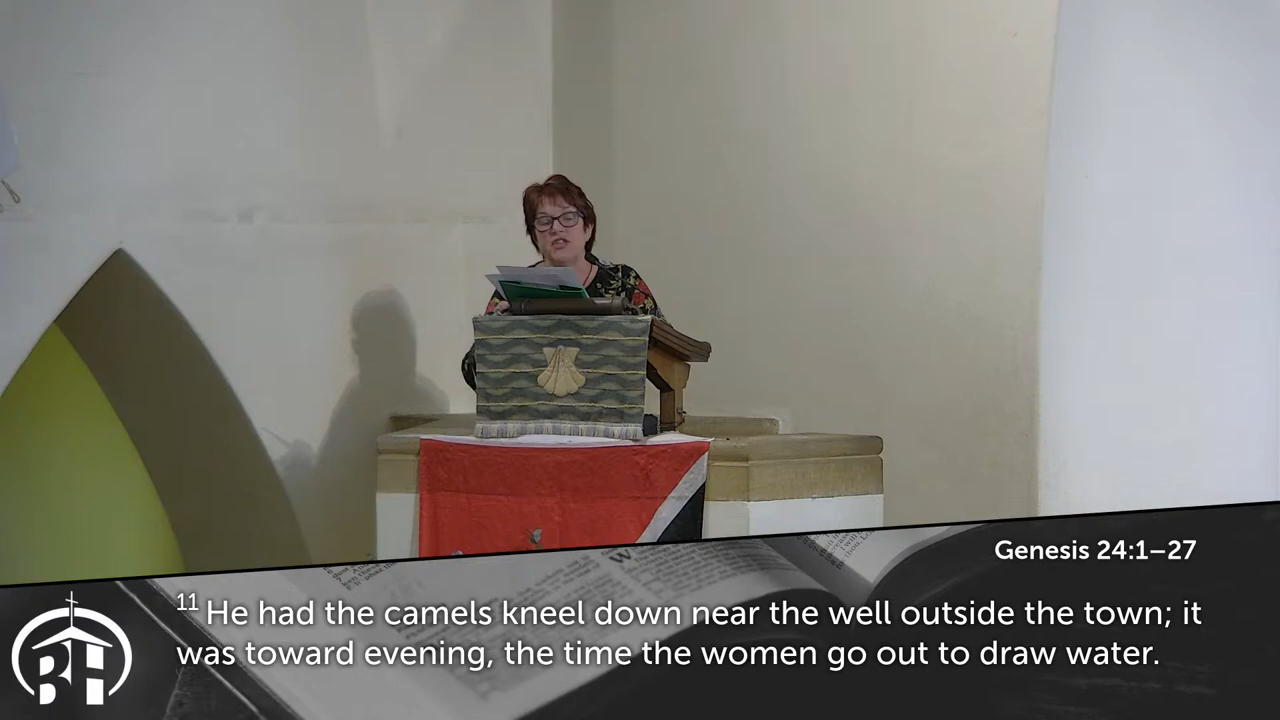 Genesis 24:1–27
11 He had the camels kneel down near the well outside the town; it
was toward evening, the time the women go out to draw water.
BH